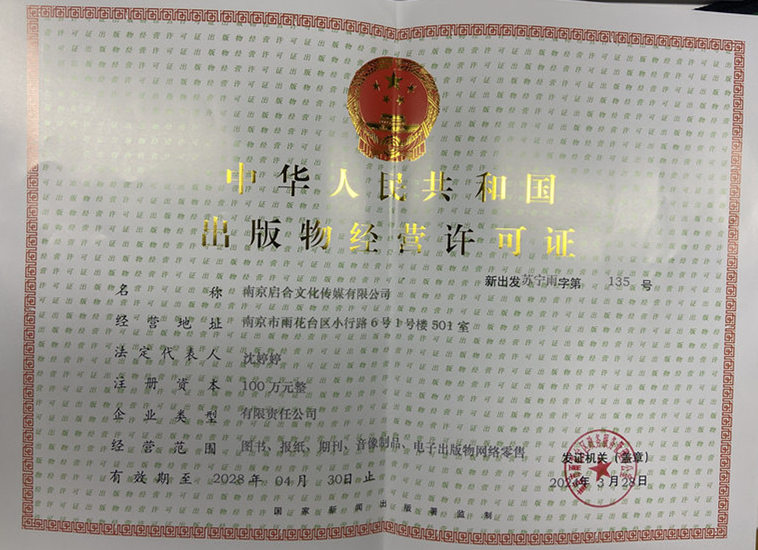 中华人民共和国
出版物经营许可证
新出发苏宁雨字第 135 号
名称 南京启合文化传媒有限公司
经营地址 南京市雨花台区小行路6号1号楼501室
法定代表人 沈婷婷
注册资本 100万元整
企业类型 有限责任公司
经营范围 图书、报纸、期刊、音像制品、电子出版物网络零售
有效期至 2028年 04月 30日止
发证机关（盖章）
3月28日
国家新闻出版署监制